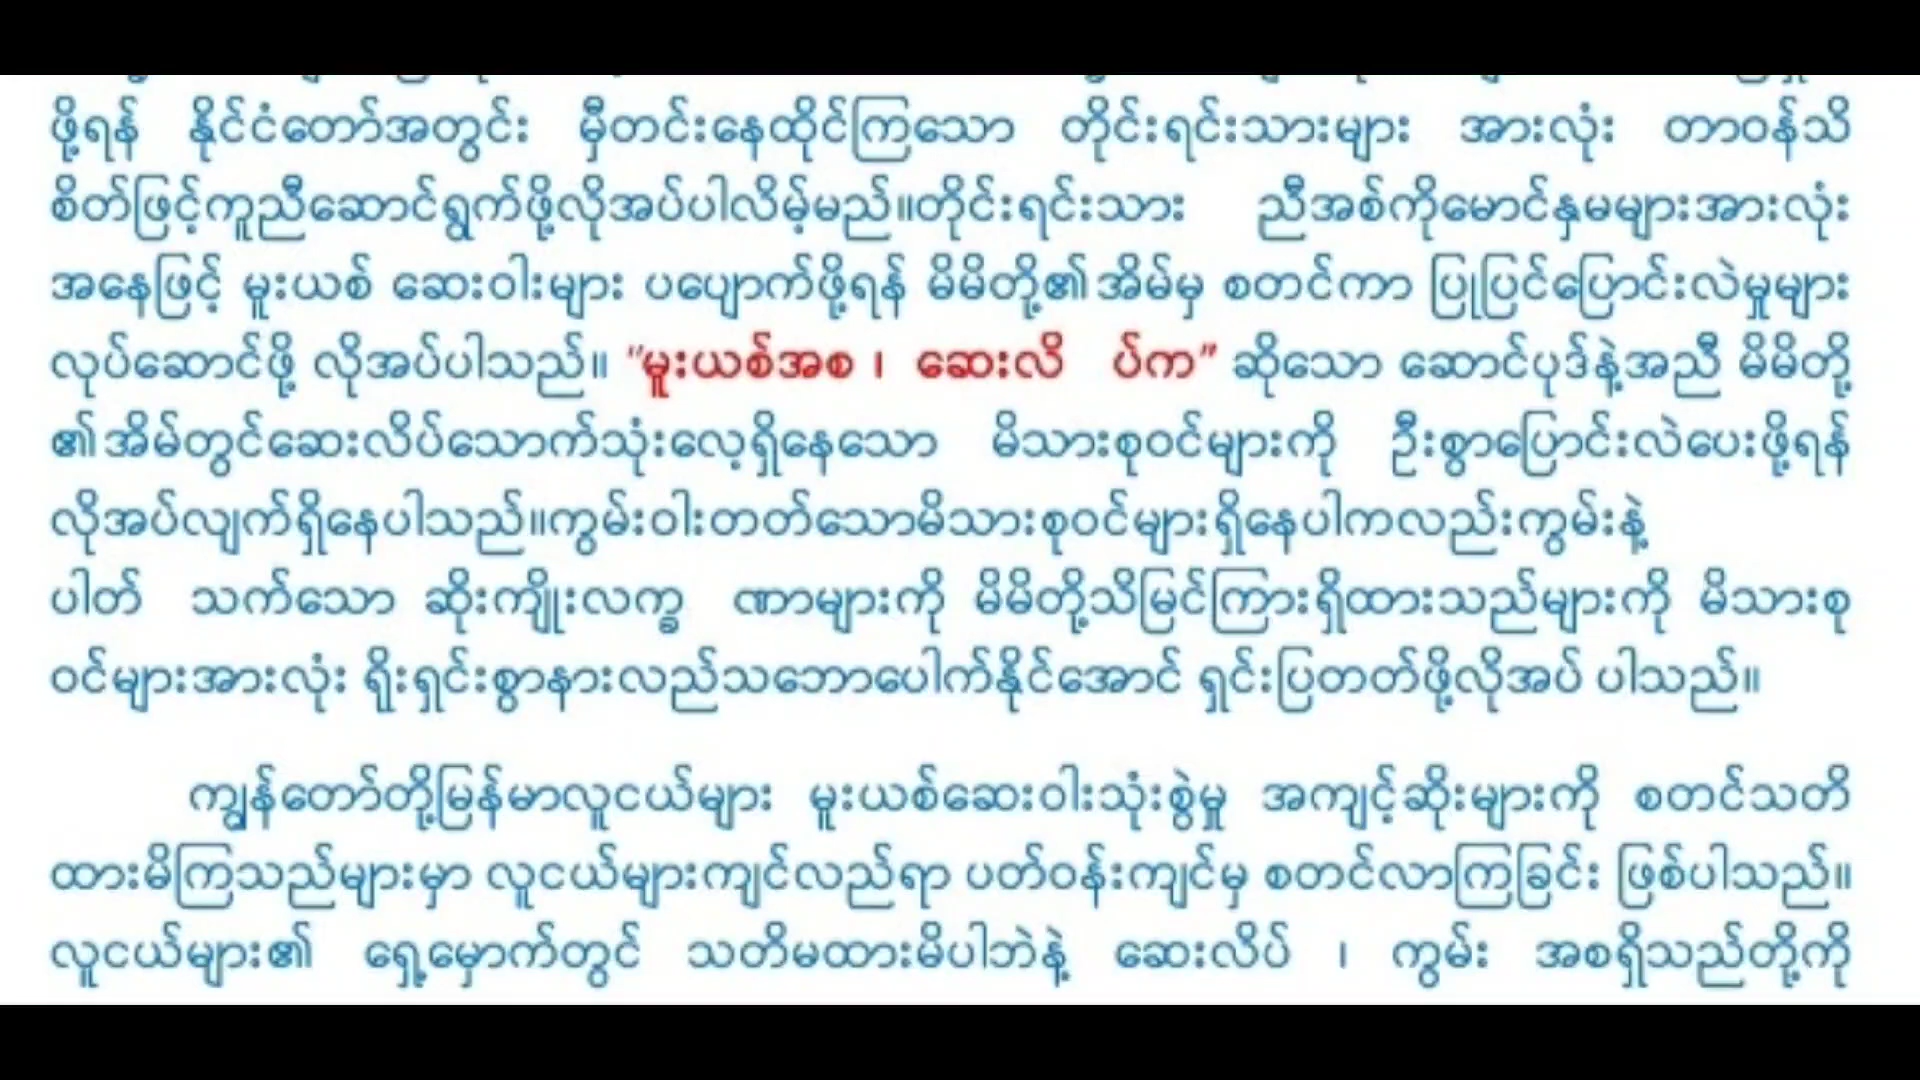 ဖို့ရန် နိုင်ငံတော်အတွင်း မှီတင်းနေထိုင်ကြသော တိုင်းရင်းသားများ အားလုံး တာဝန်သိ
စိတ်ဖြင့်ကူညီဆောင်ရွက်ဖို့လိုအပ်ပါလိမ့်မည်။တိုင်းရင်းသား ညီအစ်ကိုမောင်နှမများအားလုံး
အနေဖြင့် မူးယစ် ဆေးဝါးများ ပပျောက်ဖို့ရန် မိမိတို့၏အိမ်မှ စတင်ကာ ပြုပြင်ပြောင်းလဲမှုများ
လုပ်ဆောင်ဖို့ လိုအပ်ပါသည်။ “မူးယစ်အစ ၊ ဆေးလိ ပ်က” ဆိုသော ဆောင်ပုဒ်နဲ့အညီ မိမိတို့
၏အိမ်တွင်ဆေးလိပ်သောက်သုံးလေ့ရှိနေသော မိသားစုဝင်များကို ဦးစွာပြောင်းလဲပေးဖို့ရန်
လိုအပ်လျက်ရှိနေပါသည်။ကွမ်းဝါးတတ်သောမိသားစုဝင်များရှိနေပါကလည်းကွမ်းနဲ့
ပါတ် သက်သော ဆိုးကျိုးလက္ခ ဏာများကို မိမိတို့သိမြင်ကြားရှိထားသည်များကို မိသားစု
ဝင်များအားလုံး ရိုးရှင်းစွာနားလည်သဘောပေါက်နိုင်အောင် ရှင်းပြတတ်ဖို့လိုအပ် ပါသည်။
ကျွန်တော်တို့မြန်မာလူငယ်များ မူးယစ်ဆေးဝါးသုံးစွဲမှု အကျင့်ဆိုးများကို စတင်သတိ
ထားမိကြသည်များမှာ လူငယ်များကျင်လည်ရာ ပတ်ဝန်းကျင်မှ စတင်လာကြခြင်း ဖြစ်ပါသည်။
လူငယ်များ၏ ရှေ့မှောက်တွင် သတိမထားမိပါဘဲနဲ့ ဆေးလိပ် ၊ ကွမ်း အစရှိသည်တို့ကို